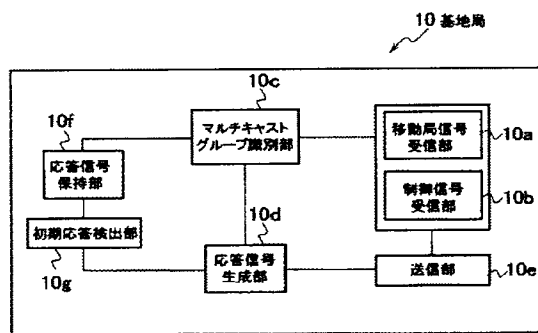 10 基地局
10c
10f
マルチキャスト
グループ識別部
移動局信号
受信部
10a
応答信号
保持部
制御信号
受信部
10b
10d
初期応答検出部
応答信号
生成部
送信部
10g
10e